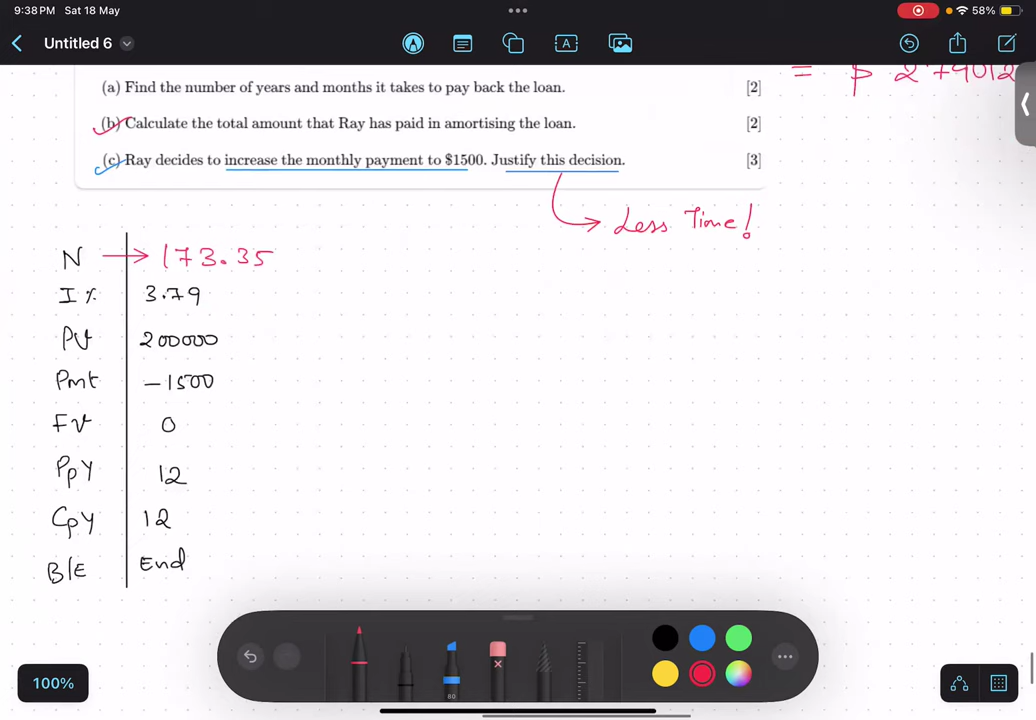 9:38 PM Sat 18 May
58%
Untitled 6
= $ 279012
(a) Find the number of years and months it takes to pay back the loan. [2]
(b) Calculate the total amount that Ray has paid in amortising the loan. [2]
(c) Ray decides to increase the monthly payment to $1500. Justify this decision. [3]
Less Time!
N → 173.35
I % 3.79
PV 200000
Pmt −1500
FV 0
PpY 12
CpY 12
B/E End
80
100%